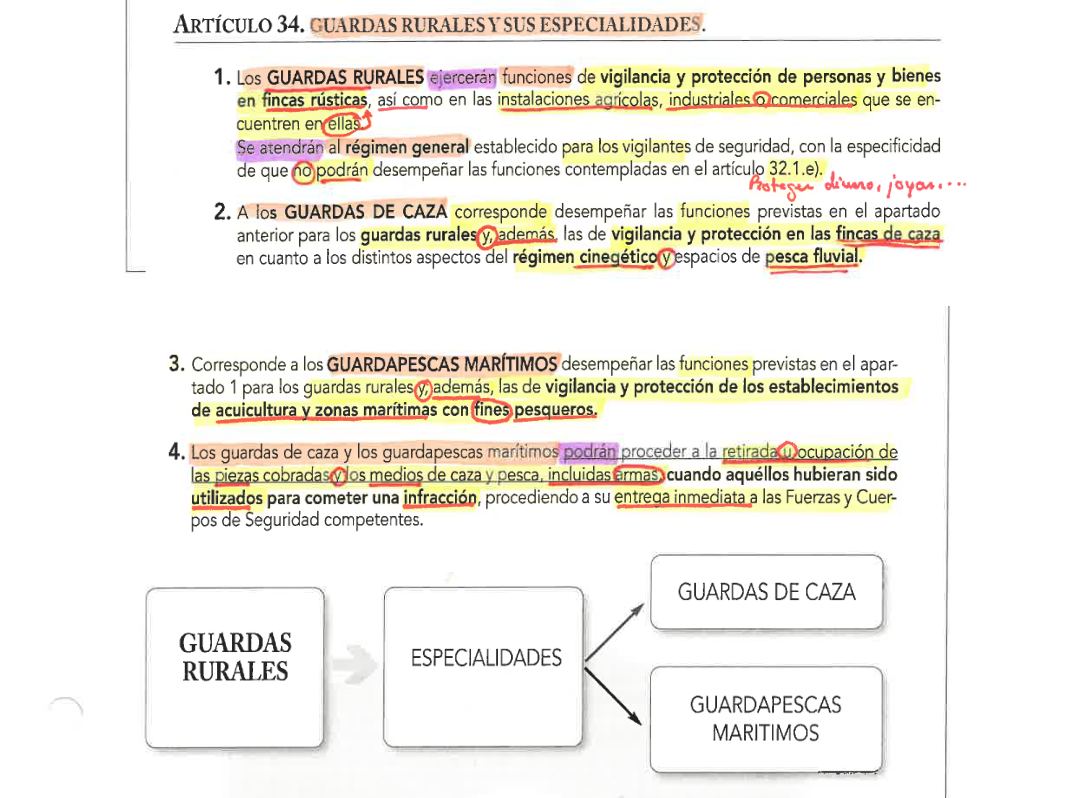 ARTÍCULO 34. GUARDAS RURALES Y SUS ESPECIALIDADES.
1. Los GUARDAS RURALES ejercerán funciones de vigilancia y protección de personas y bienes
en fincas rústicas, así como en las instalaciones agrícolas, industriales o comerciales que se en-
cuentren en ellas.
Se atendrán al régimen general establecido para los vigilantes de seguridad, con la especificidad
de que no podrán desempeñar las funciones contempladas en el artículo 32.1.e).
Proteger dinero, joyas....
2. A los GUARDAS DE CAZA corresponde desempeñar las funciones previstas en el apartado
anterior para los guardas rurales y, además, las de vigilancia y protección en las fincas de caza
en cuanto a los distintos aspectos del régimen cinegético y espacios de pesca fluvial.
3. Corresponde a los GUARDAPESCAS MARÍTIMOS desempeñar las funciones previstas en el apar-
tado 1 para los guardas rurales y, además, las de vigilancia y protección de los establecimientos
de acuicultura y zonas marítimas con fines pesqueros.
4. Los guardas de caza y los guardapescas marítimos podrán proceder a la retirada u ocupación de
las piezas cobradas y los medios de caza y pesca, incluidas armas, cuando aquéllos hubieran sido
utilizados para cometer una infracción, procediendo a su entrega inmediata a las Fuerzas y Cuer-
pos de Seguridad competentes.
GUARDAS DE CAZA
GUARDAS
RURALES
ESPECIALIDADES
GUARDAPESCAS
MARITIMOS